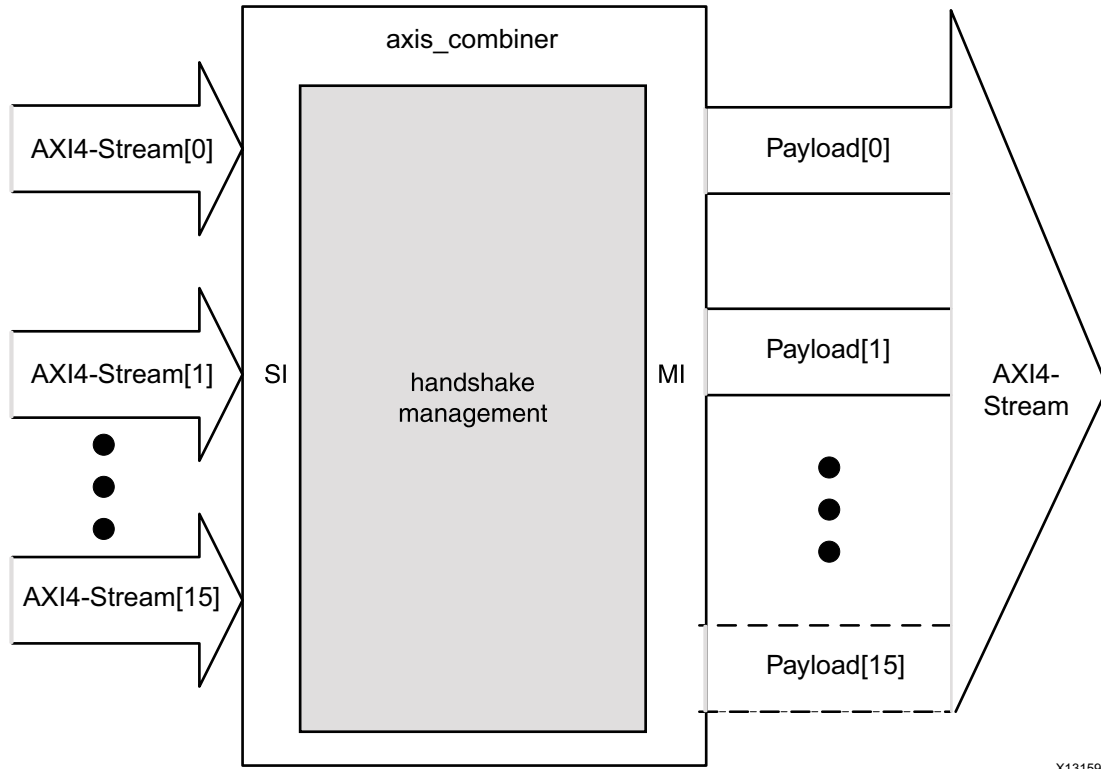 axis_combiner
AXI4-Stream[0]
Payload[0]
AXI4-Stream[1]
SI
handshake
management
MI
Payload[1]
AXI4-
Stream
AXI4-Stream[15]
Payload[15]
X13159